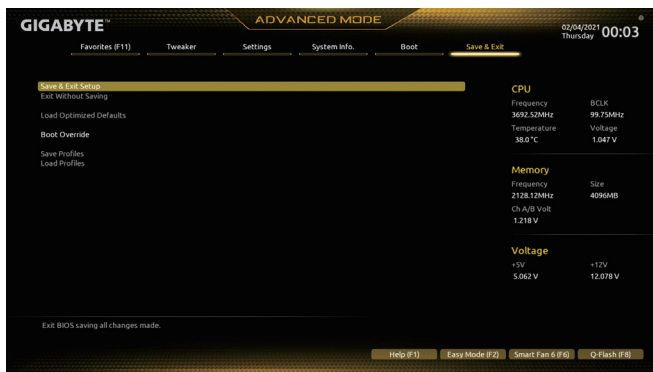 GIGABYTE™
ADVANCED MODE
02/04/2021
Thursday
00:03
Favorites (F11) Tweaker Settings System Info. Boot Save & Exit
Save & Exit Setup
Exit Without Saving
Load Optimized Defaults
Boot Override
Save Profiles
Load Profiles
CPU
Frequency BCLK
3692.52MHz 99.75MHz
Temperature Voltage
38.0 °C 1.047 V
Memory
Frequency Size
2128.12MHz 4096MB
Ch A/B Volt
1.218 V
Voltage
+5V +12V
5.062 V 12.078 V
Exit BIOS saving all changes made.
Help (F1) Easy Mode (F2) Smart Fan 6 (F6) Q-Flash (F8)